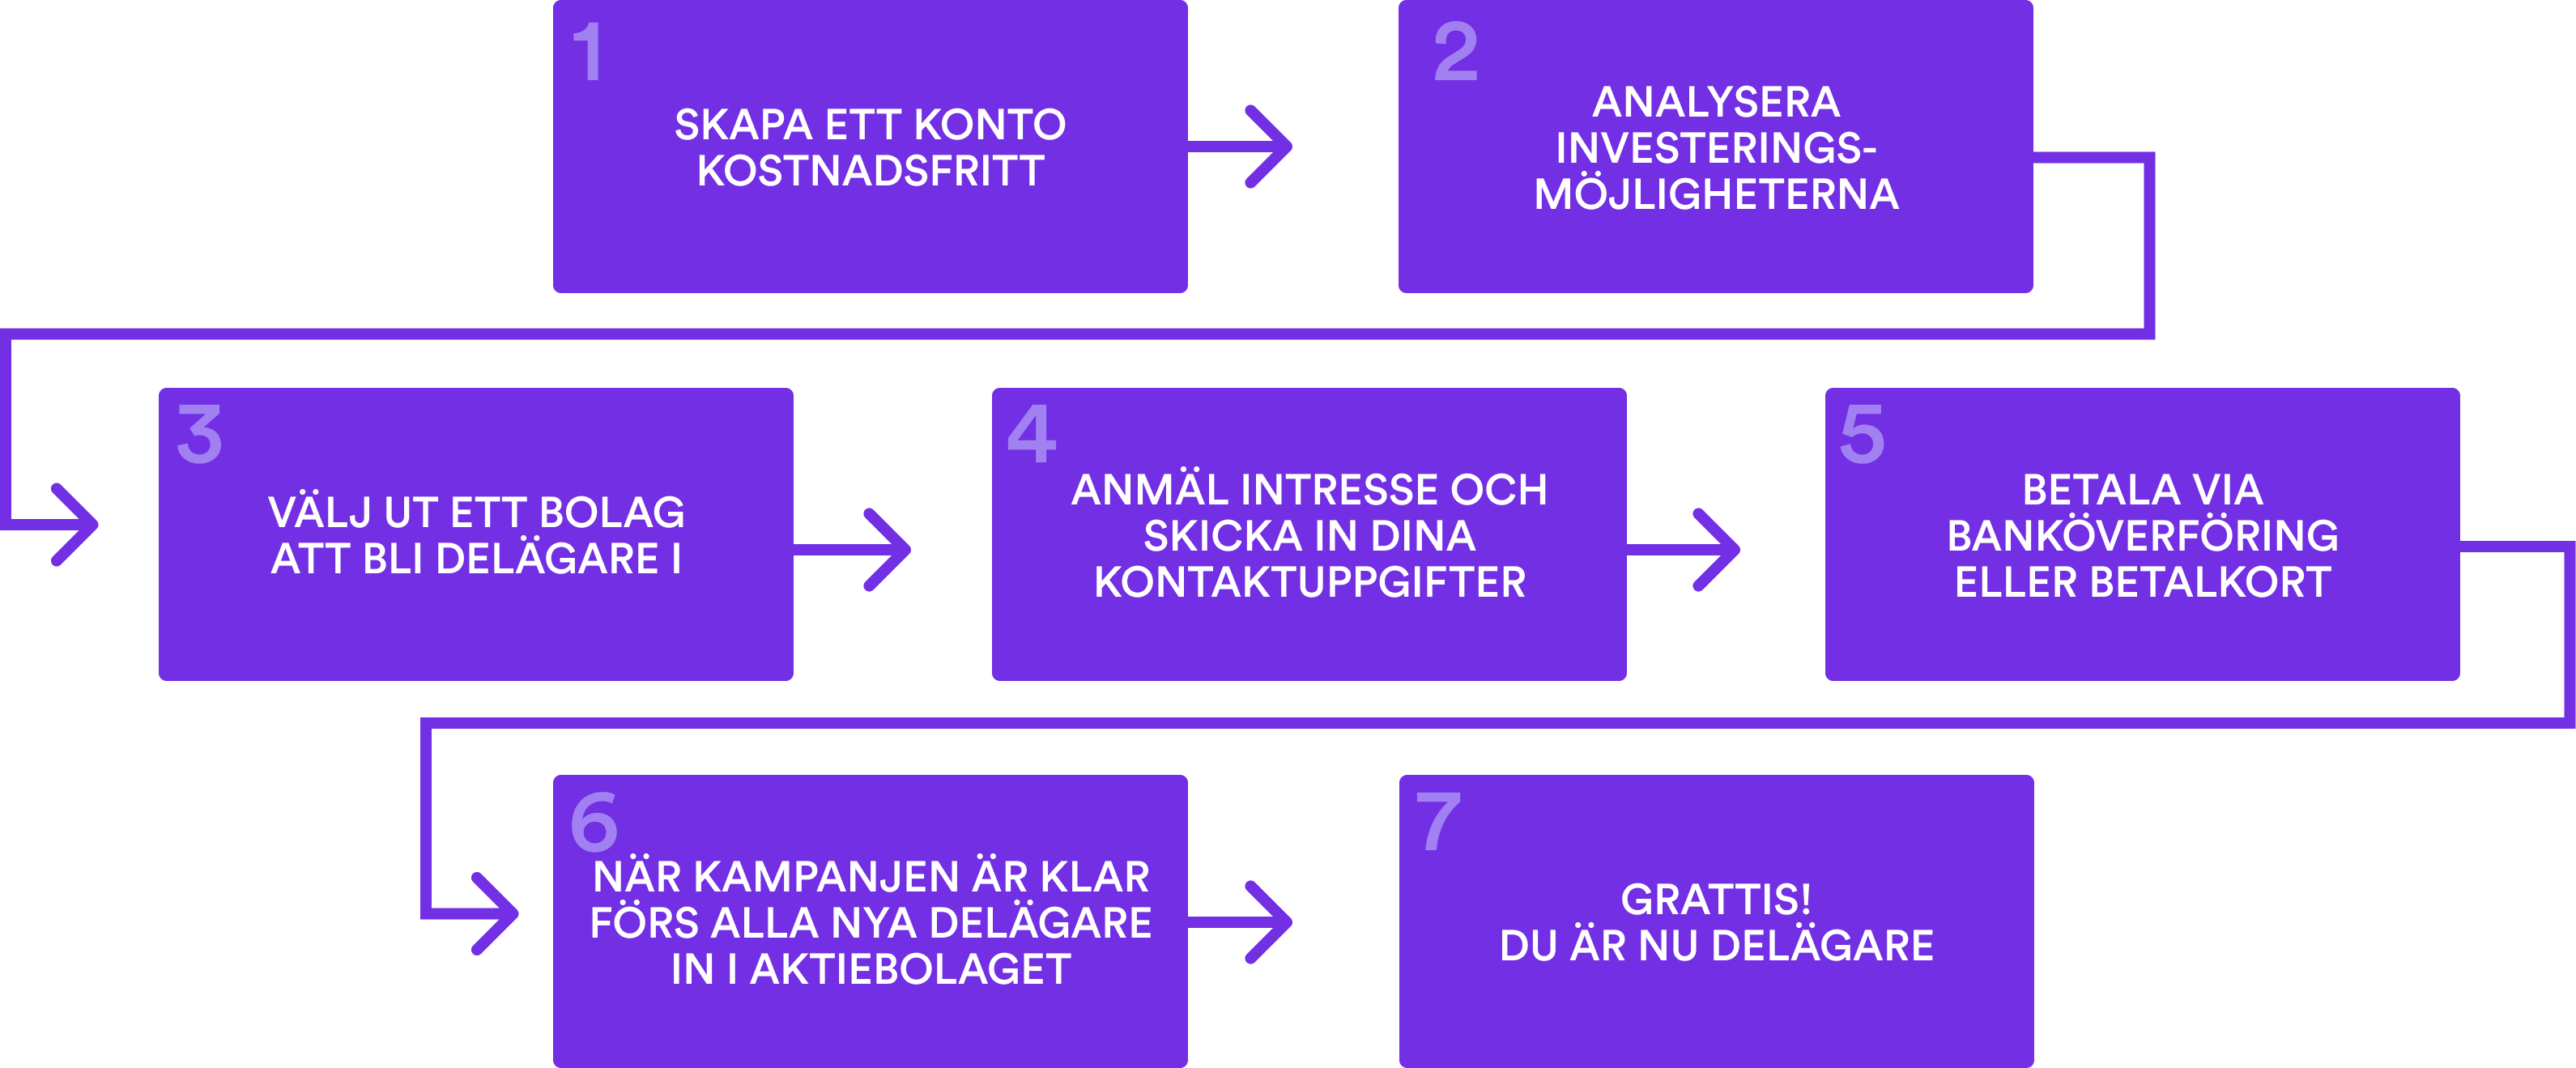 1
SKAPA ETT KONTO
KOSTNADSFRITT
2
ANALYSERA
INVESTERINGS-
MÖJLIGHETERNA
3
VÄLJ UT ETT BOLAG
ATT BLI DELÄGARE I
4
ANMÄL INTRESSE OCH
SKICKA IN DINA
KONTAKTUPPGIFTER
5
BETALA VIA
BANKÖVERFÖRING
ELLER BETALKORT
6
NÄR KAMPANJEN ÄR KLAR
FÖRS ALLA NYA DELÄGARE
IN I AKTIEBOLAGET
7
GRATTIS!
DU ÄR NU DELÄGARE